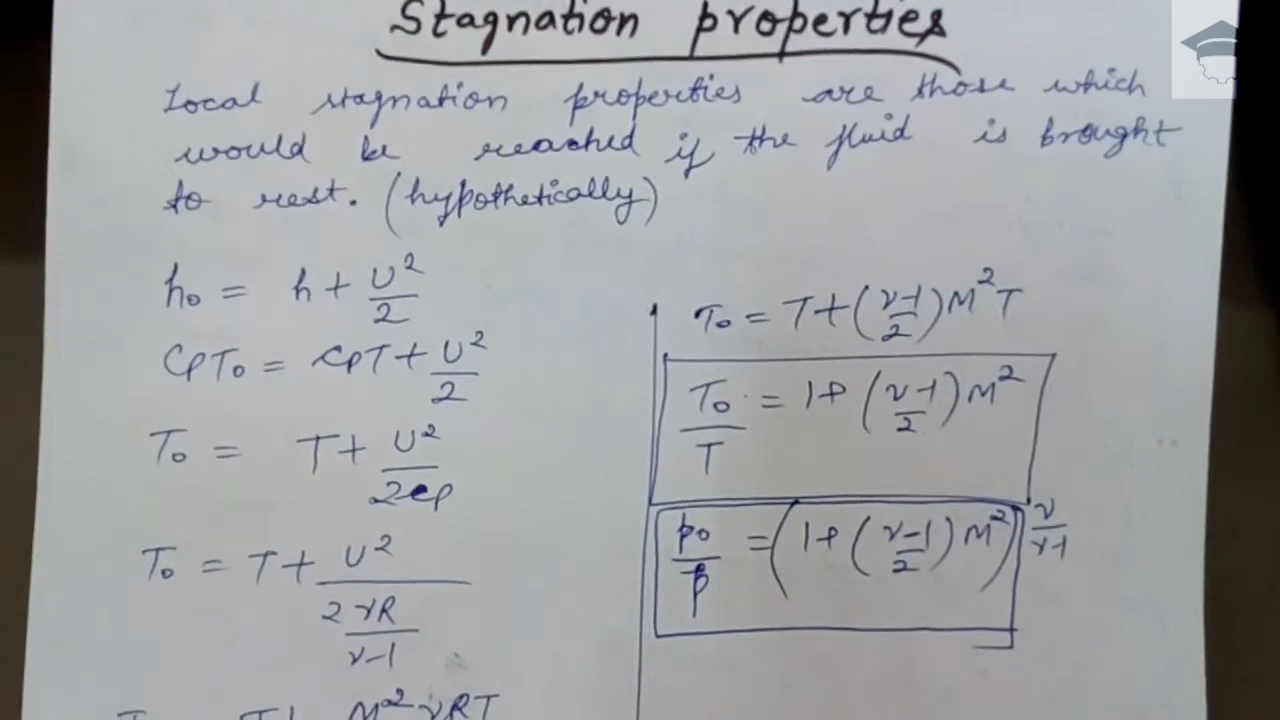 Stagnation properties
Local stagnation properties are those which
would be reached if the fluid is brought
to rest. (hypothetically)
h₀ = h + U²/2
CpT₀ = CpT + U²/2
T₀ = T + U²/2Cp
T₀ = T + U²/(2γR/(γ-1))
M²γRT
T₀ = T + ((γ-1)/2)M²T
T₀/T = 1 + ((γ-1)/2)M²
p₀/p = (1 + ((γ-1)/2)M²)^(γ/(γ-1))